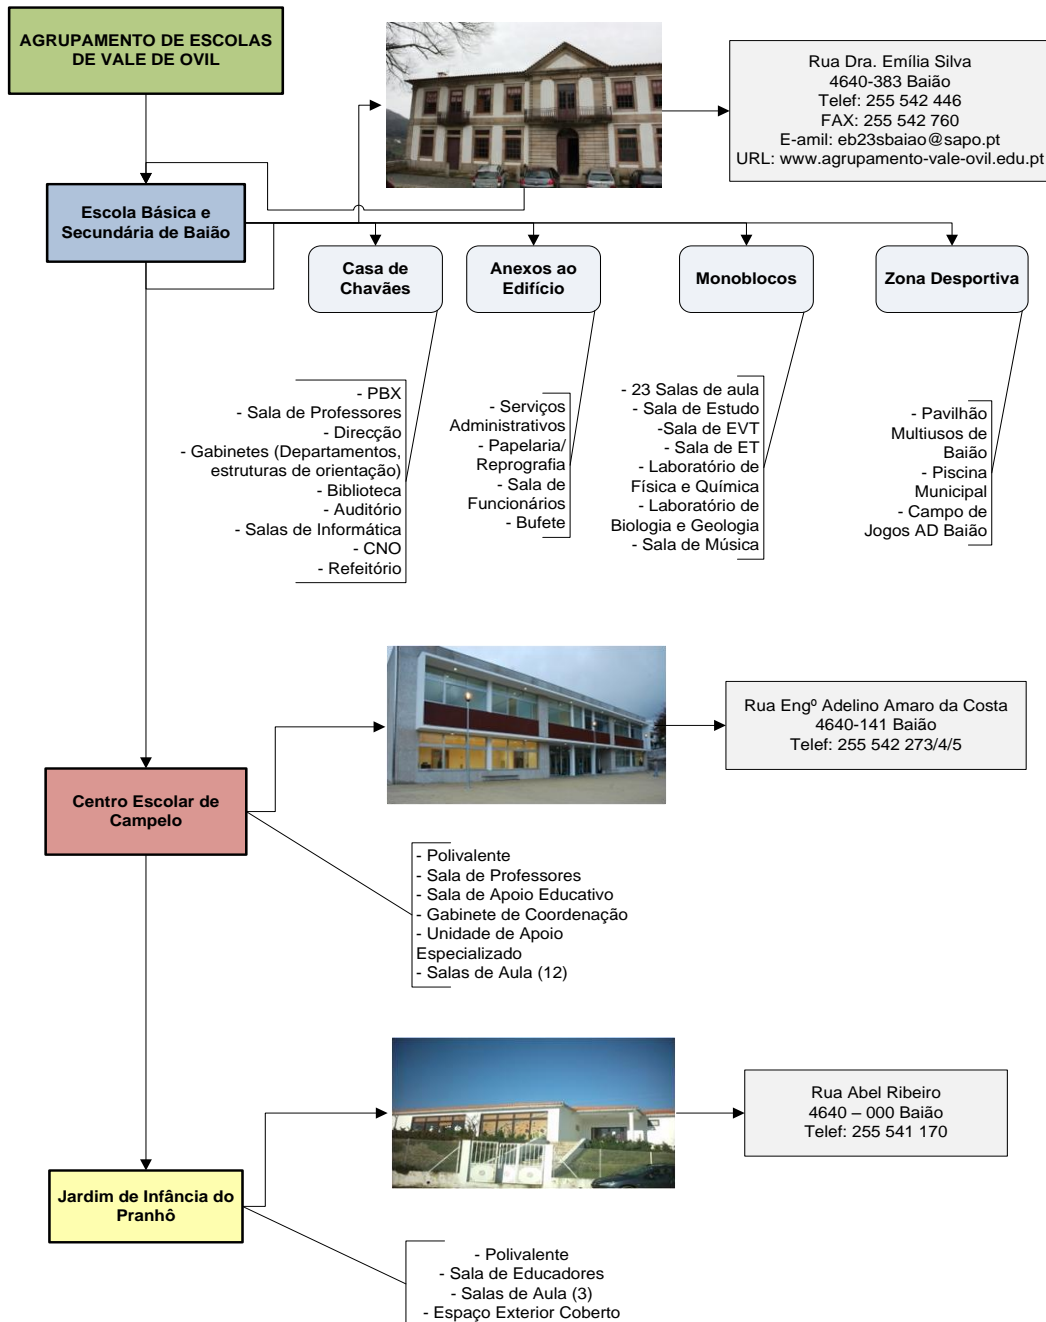 AGRUPAMENTO DE ESCOLAS
DE VALE DE OVIL
Rua Dra. Emília Silva
4640-383 Baião
Telef: 255 542 446
FAX: 255 542 760
E-amil: eb23sbaiao@sapo.pt
URL: www.agrupamento-vale-ovil.edu.pt
Escola Básica e
Secundária de Baião
Casa de
Chavães
Anexos ao
Edifício
Monoblocos
Zona Desportiva
- PBX
- Sala de Professores
- Direcção
- Gabinetes (Departamentos,
estruturas de orientação)
- Biblioteca
- Auditório
- Salas de Informática
- CNO
- Refeitório
- Serviços
Administrativos
- Papelaria/
Reprografia
- Sala de
Funcionários
- Bufete
- 23 Salas de aula
- Sala de Estudo
-Sala de EVT
- Sala de ET
- Laboratório de
Física e Química
- Laboratório de
Biologia e Geologia
- Sala de Música
- Pavilhão
Multiusos de
Baião
- Piscina
Municipal
- Campo de
Jogos AD Baião
Rua Engº Adelino Amaro da Costa
4640-141 Baião
Telef: 255 542 273/4/5
Centro Escolar de
Campelo
- Polivalente
- Sala de Professores
- Sala de Apoio Educativo
- Gabinete de Coordenação
- Unidade de Apoio
Especializado
- Salas de Aula (12)
Rua Abel Ribeiro
4640 – 000 Baião
Telef: 255 541 170
Jardim de Infância do
Pranhô
- Polivalente
- Sala de Educadores
- Salas de Aula (3)
- Espaço Exterior Coberto